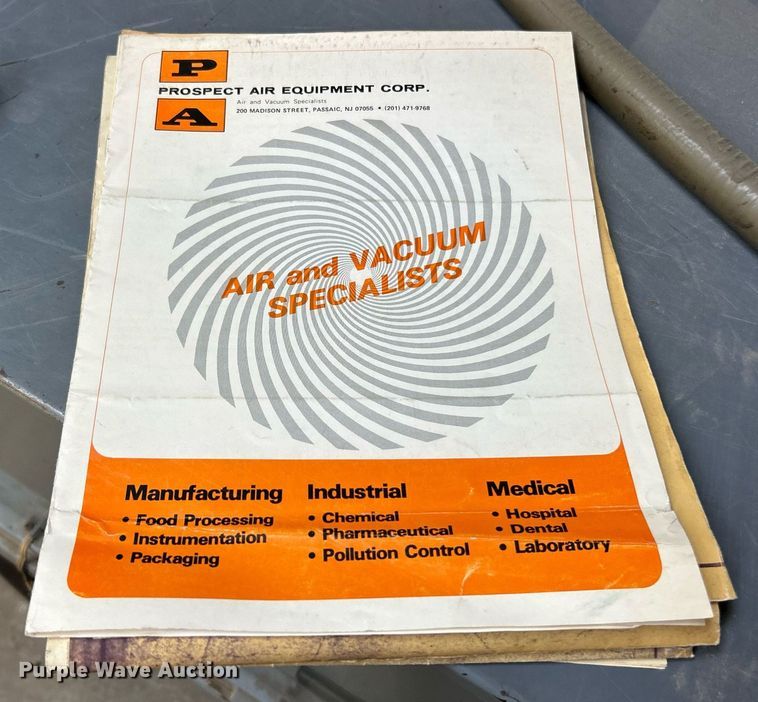 P
PROSPECT AIR EQUIPMENT CORP.
A
Air and Vacuum Specialists
200 MADISON STREET, PASSAIC, NJ 07055 • (201) 471-9768
AIR and VACUUM
SPECIALISTS
Manufacturing
• Food Processing
• Instrumentation
• Packaging
Industrial
• Chemical
• Pharmaceutical
• Pollution Control
Medical
• Hospital
• Dental
• Laboratory
Purple Wave Auction